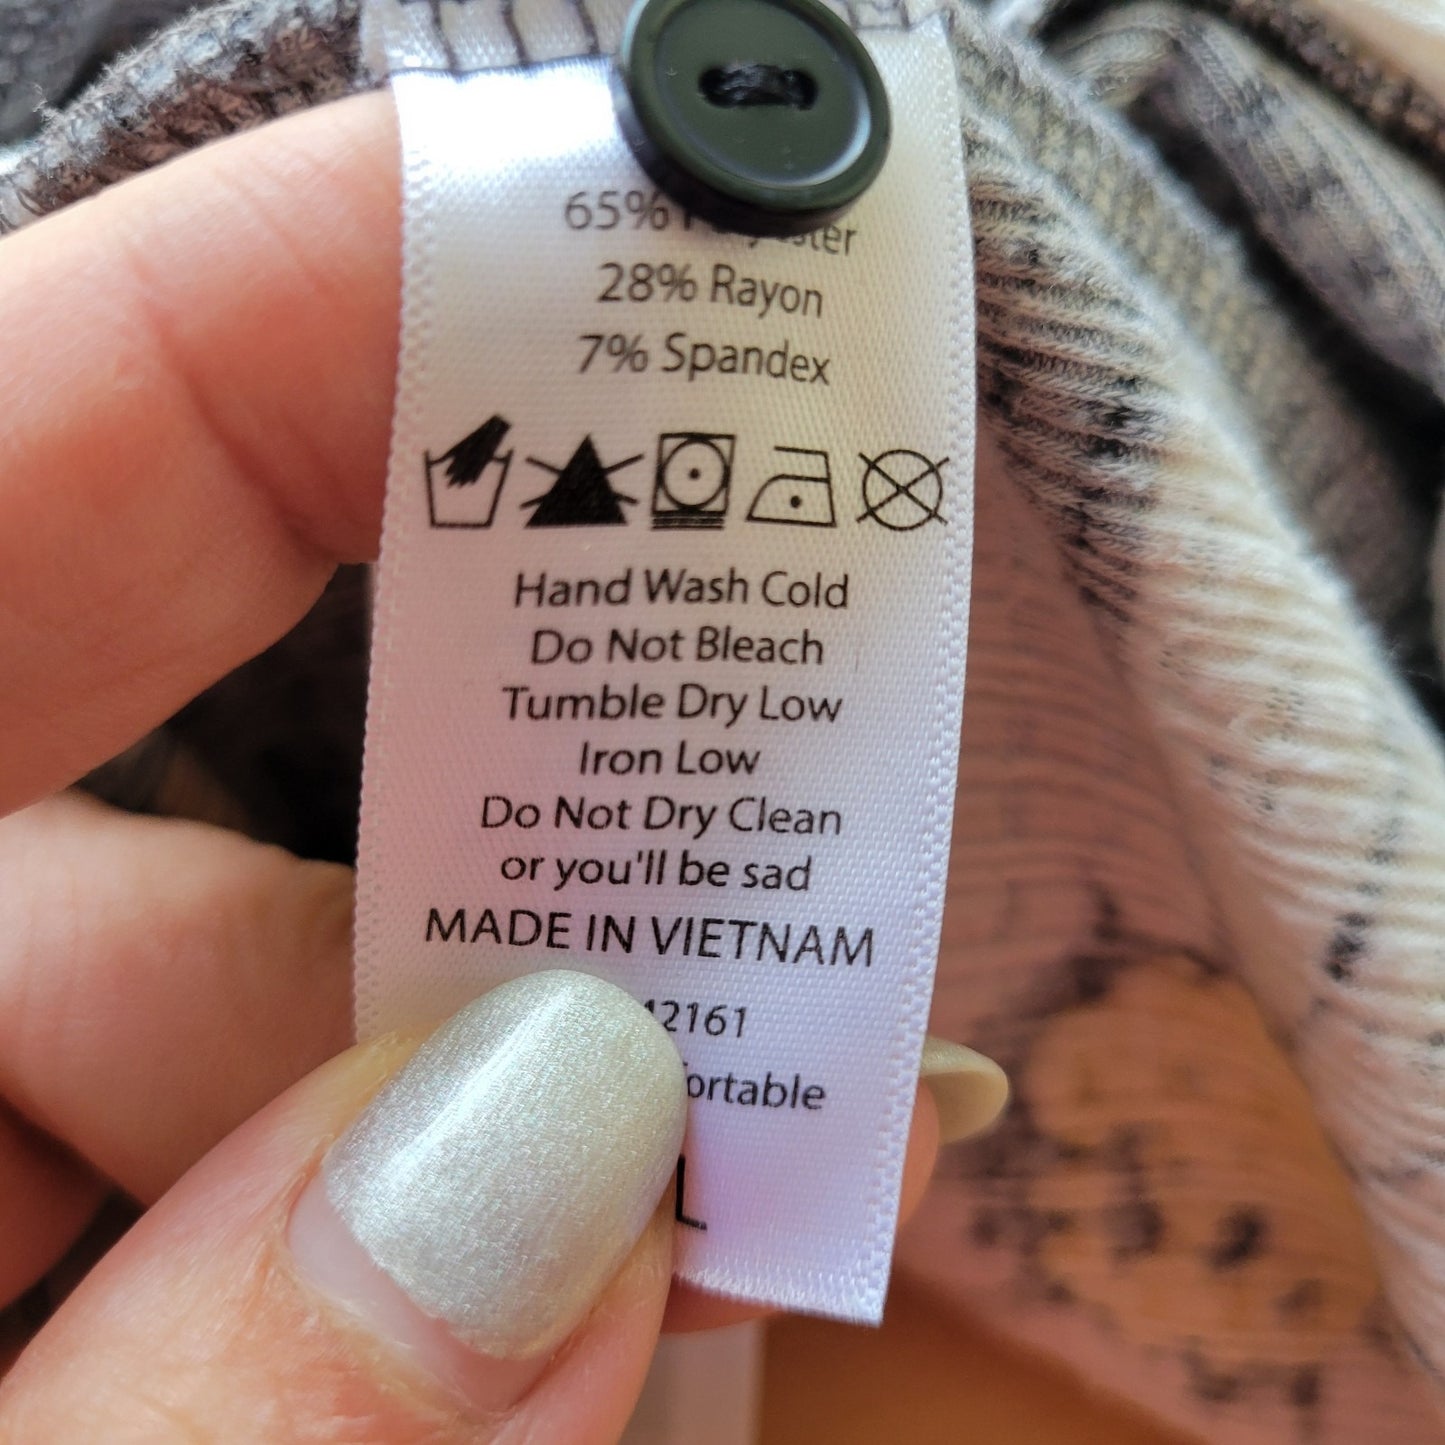 65%
28% Rayon
7% Spandex
Hand Wash Cold
Do Not Bleach
Tumble Dry Low
Iron Low
Do Not Dry Clean
or you'll be sad
MADE IN VIETNAM